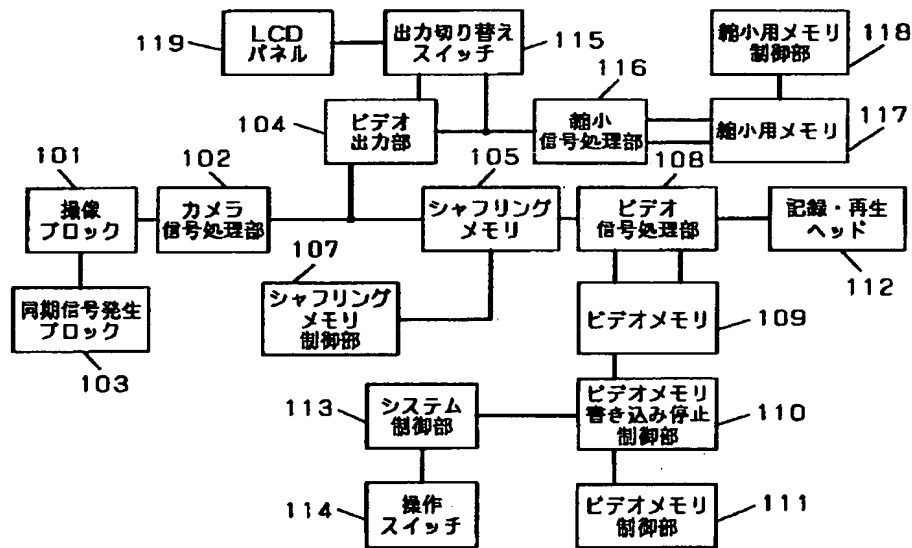 119
LCD
パネル
出力切り替え
スイッチ
115
縮小用メモリ
制御部
118
116
104
ビデオ
出力部
縮小
信号処理部
縮小用メモリ
117
101
102
105
108
撮像
ブロック
カメラ
信号処理部
シャフリング
メモリ
ビデオ
信号処理部
記録・再生
ヘッド
112
107
同期信号発生
ブロック
103
シャフリング
メモリ
制御部
ビデオメモリ
109
113
システム
制御部
ビデオメモリ
書き込み停止
制御部
110
114
操作
スイッチ
ビデオメモリ
制御部
111